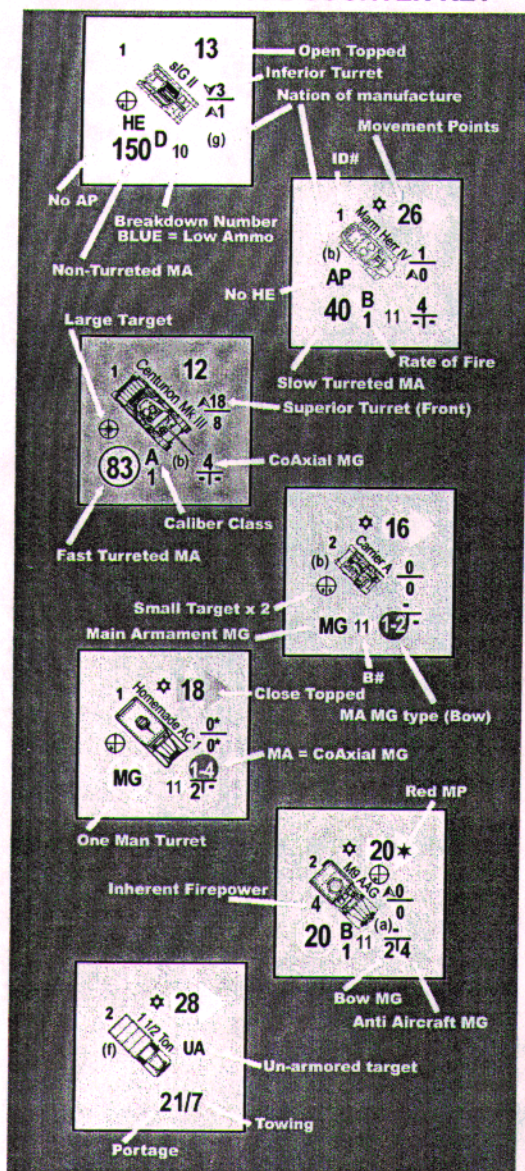 1
13
Open Topped
sIG II
Inferior Turret
3
1
Nation of manufacture
HE
(g)
Movement Points
150 D 10
ID#
No AP
1
26
Breakdown Number
BLUE = Low Ammo
Marm Herr IV
(b)
1
0
Non-Turreted MA
AP
No HE
40 B 1 11 4
- -
Large Target
Rate of Fire
1
12
Slow Turreted MA
Centurion Mk III
18
8
Superior Turret (Front)
83 A 1 (b) 4
- -
CoAxial MG
Caliber Class
2
16
Fast Turreted MA
(b)
Carrier A
0
0
Small Target x 2
-
Main Armament MG
MG 11 1-2 -
1
18
Close Topped
B#
Homemade AC
0*
0*
MA MG type (Bow)
MG 11 1-4
2 -
MA = CoAxial MG
Red MP
One Man Turret
2
20*
Inherent Firepower
M9 AAG
0
0
4
(a)
20 B 1 11 -
2 4
Bow MG
Anti Aircraft MG
2
28
1 1/2 Ton
(f)
UA
Un-armored target
21/7
Towing
Portage